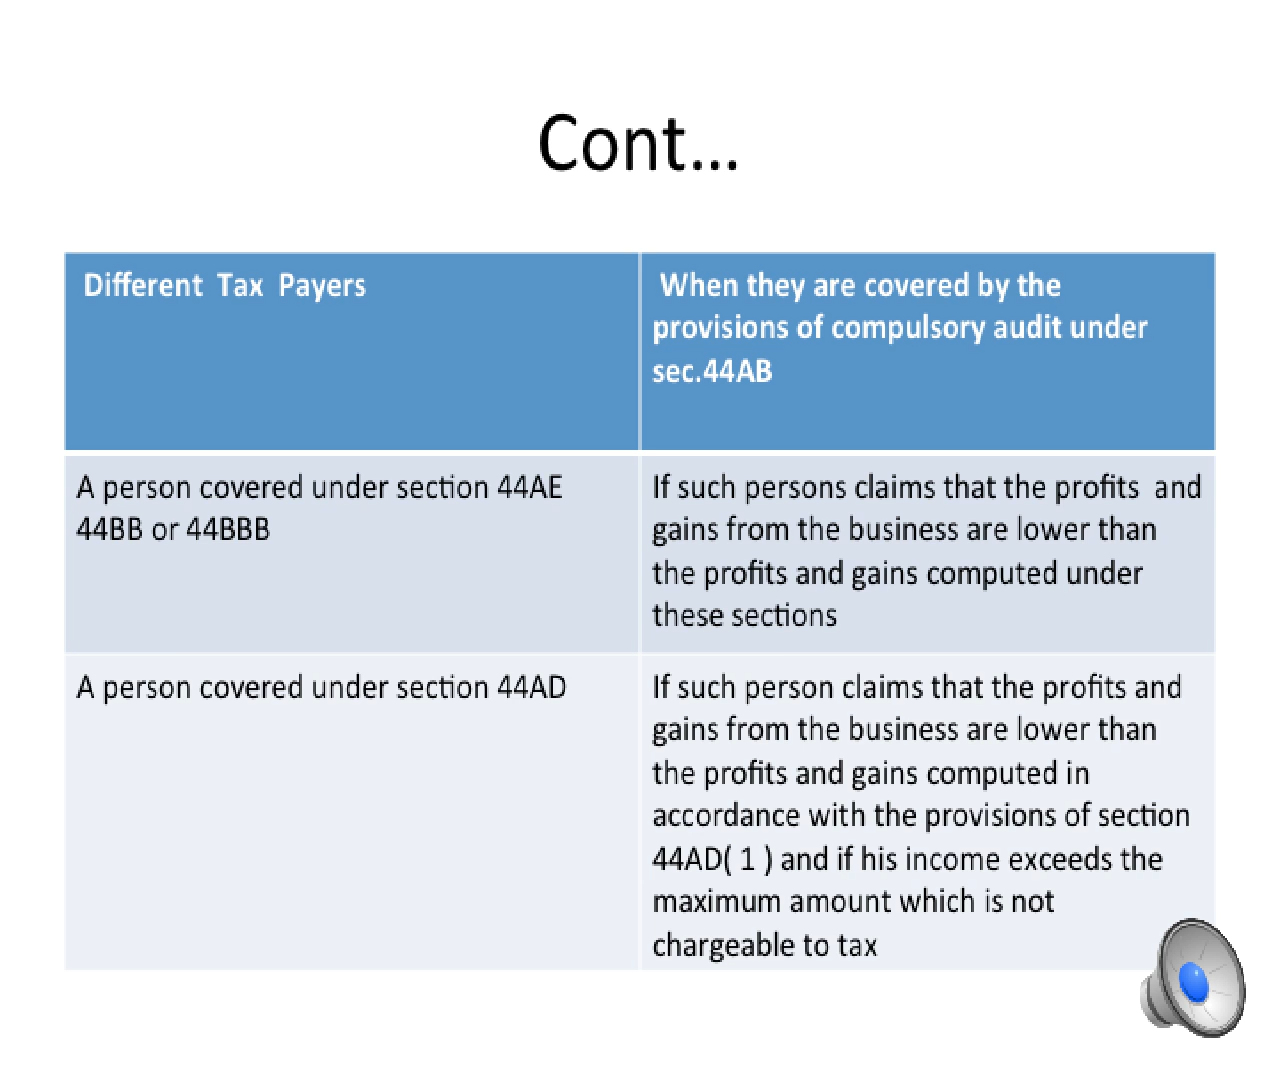 Cont...
Different Tax Payers
When they are covered by the
provisions of compulsory audit under
sec.44AB
A person covered under section 44AE
44BB or 44BBB
If such persons claims that the profits and
gains from the business are lower than
the profits and gains computed under
these sections
A person covered under section 44AD
If such person claims that the profits and
gains from the business are lower than
the profits and gains computed in
accordance with the provisions of section
44AD( 1 ) and if his income exceeds the
maximum amount which is not
chargeable to tax